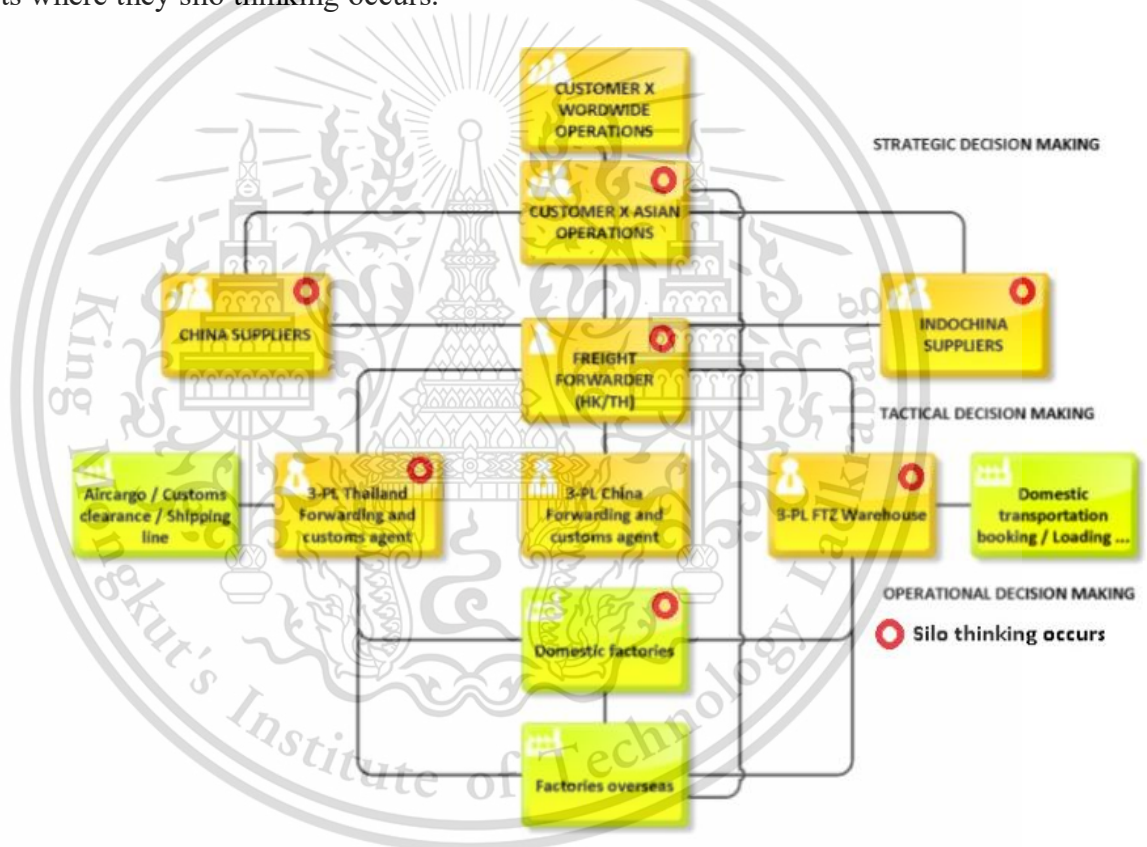 ts where they silo thinking occurs.
CUSTOMER X
WORDWIDE
OPERATIONS
STRATEGIC DECISION MAKING
CUSTOMER X ASIAN
OPERATIONS
CHINA SUPPLIERS
INDOCHINA
SUPPLIERS
FREIGHT
FORWARDER
(HK/TH)
TACTICAL DECISION MAKING
Aircargo / Customs
clearance / Shipping
line
3-PL Thailand
Forwarding and
customs agent
3-PL China
Forwarding and
customs agent
3-PL FTZ Warehouse
Domestic
transportation
booking / Loading ...
OPERATIONAL DECISION MAKING
Silo thinking occurs
Domestic factories
Factories overseas
King Mongkut's Institute of Technology Ladkrabang